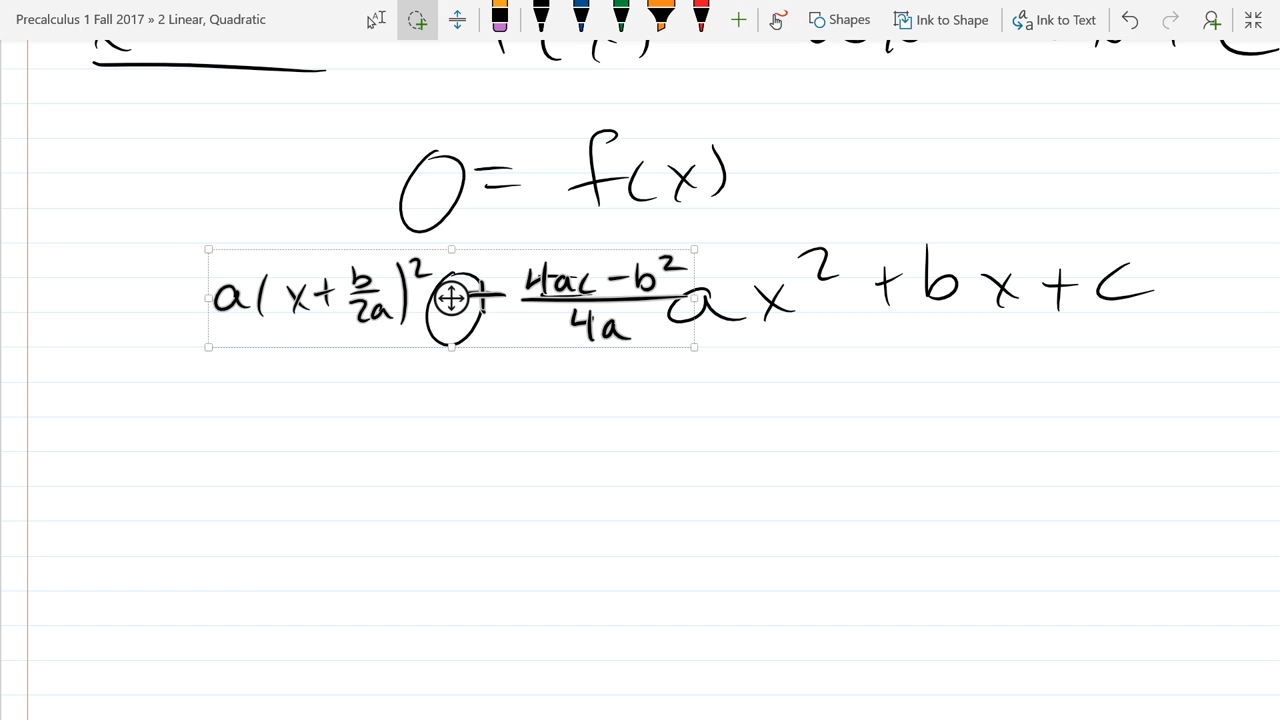 Precalculus 1 Fall 2017 » 2 Linear, Quadratic
Shapes
Ink to Shape
Ink to Text
0 = f(x)
a(x + b/2a)² + (4ac - b²)/4a
0 = ax² + bx + c